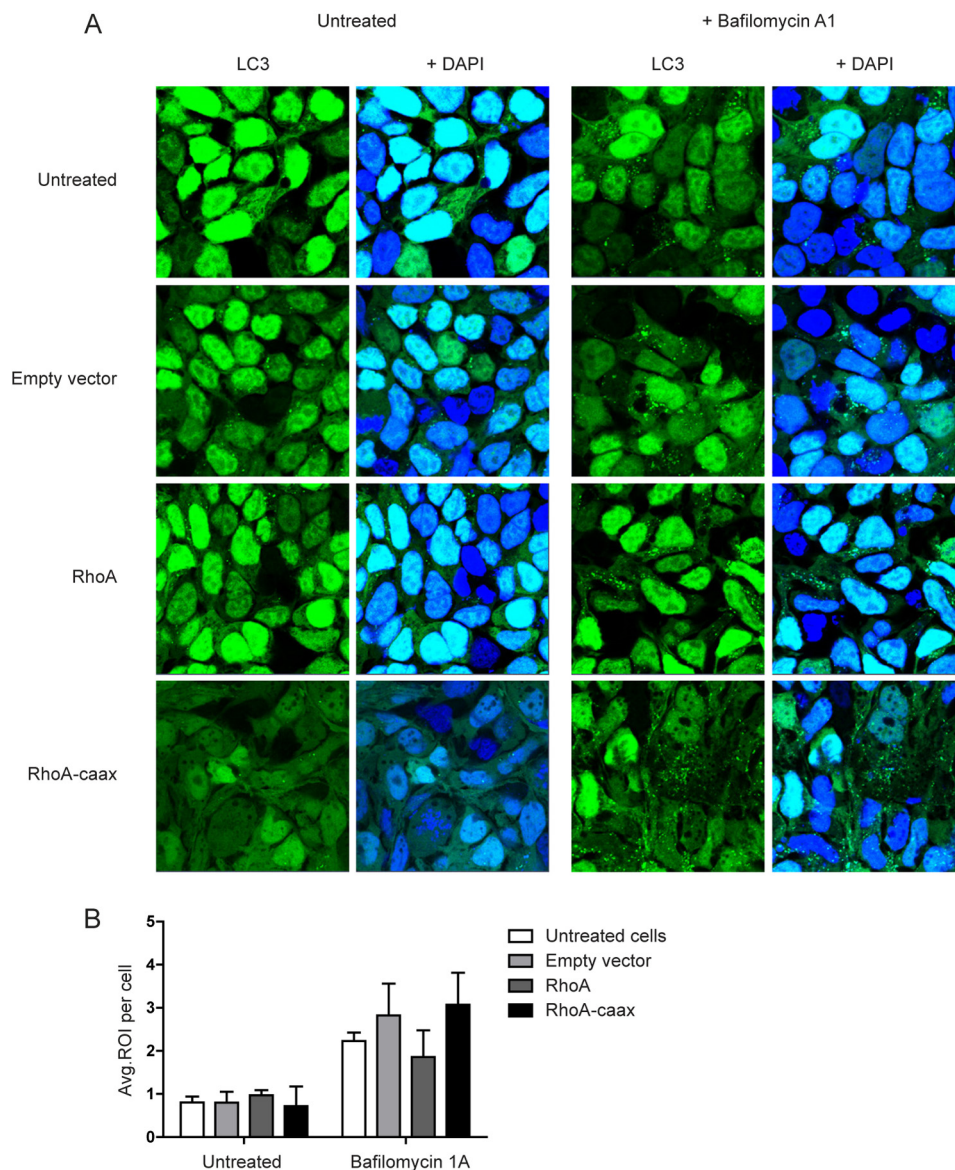 A
Untreated + Bafilomycin A1
LC3 + DAPI LC3 + DAPI
Untreated
Empty vector
RhoA
RhoA-caax
B
Avg.ROI per cell
5
4
3
2
1
0
Untreated Bafilomycin 1A
Untreated cells
Empty vector
RhoA
RhoA-caax